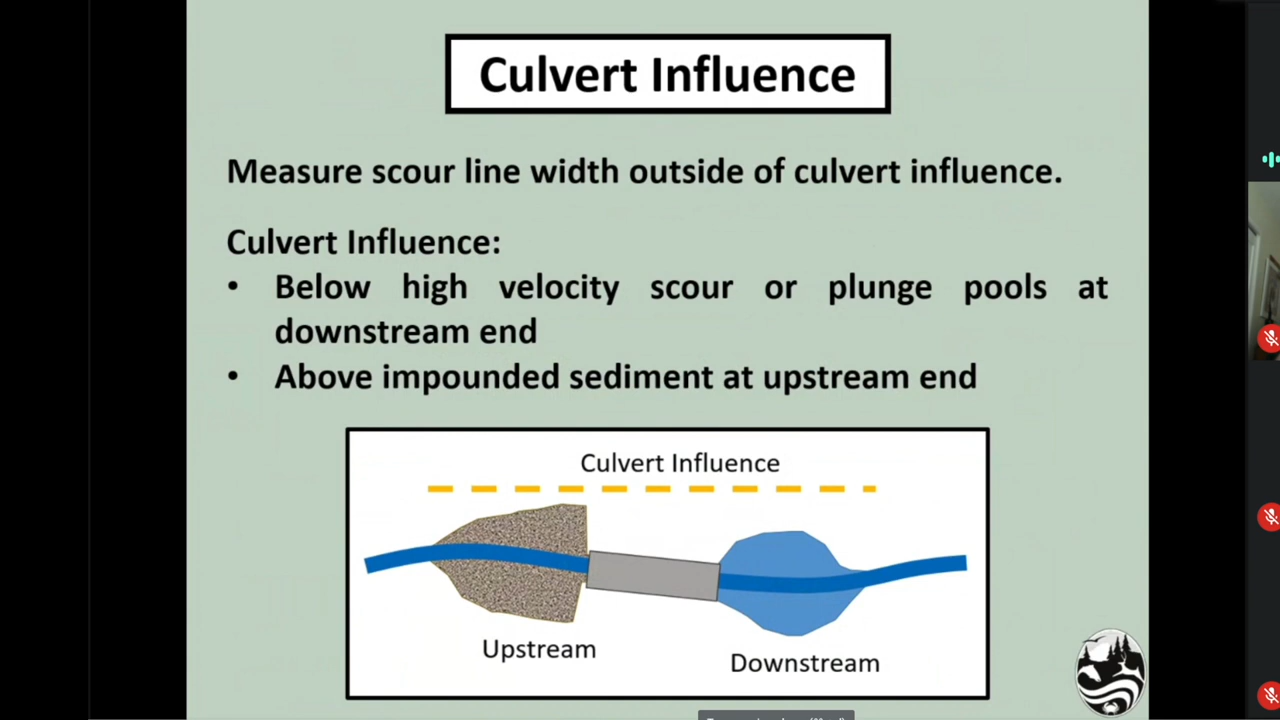 Culvert Influence
Measure scour line width outside of culvert influence.
Culvert Influence:
• Below high velocity scour or plunge pools at
downstream end
• Above impounded sediment at upstream end
Culvert Influence
Upstream
Downstream